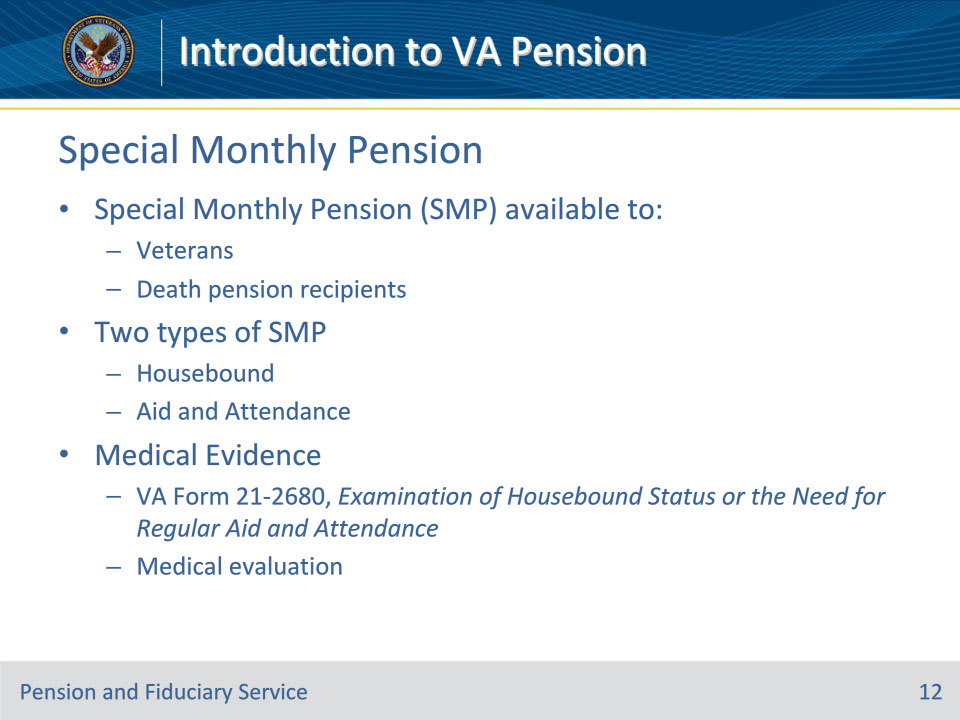 Introduction to VA Pension
Special Monthly Pension
• Special Monthly Pension (SMP) available to:
– Veterans
– Death pension recipients
• Two types of SMP
– Housebound
– Aid and Attendance
• Medical Evidence
– VA Form 21-2680, Examination of Housebound Status or the Need for
Regular Aid and Attendance
– Medical evaluation
Pension and Fiduciary Service
12